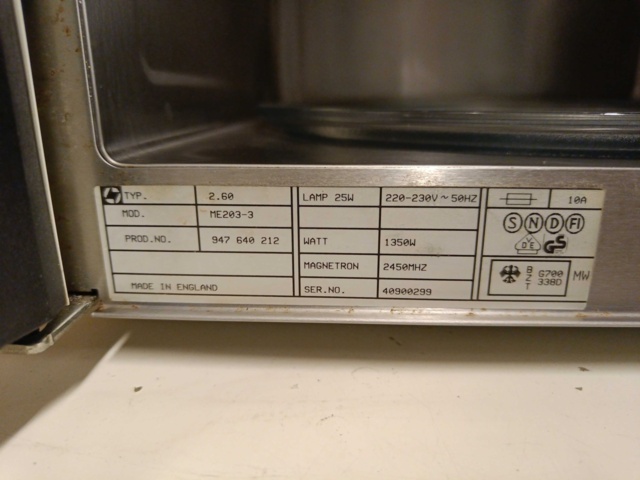 TYP. 2.60
MOD. ME203-3
PROD.NO. 947 640 212
MADE IN ENGLAND
LAMP 25W 220-230V ~ 50HZ
WATT 1350W
MAGNETRON 2450MHZ
SER.NO. 40900299
10A
S N D FI
D E GS
BZT G700 338D MW